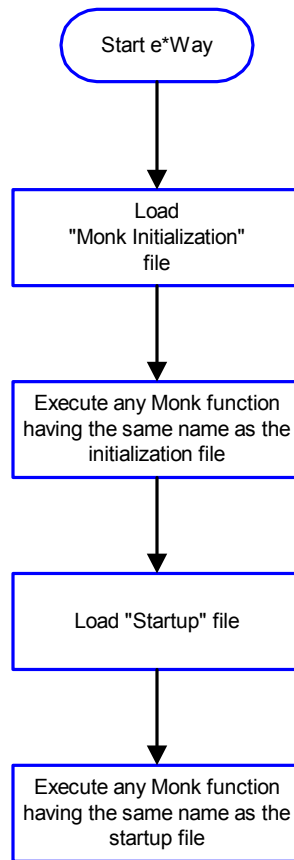 Start e*Way
Load
"Monk Initialization"
file
Execute any Monk function
having the same name as the
initialization file
Load "Startup" file
Execute any Monk function
having the same name as the
startup file